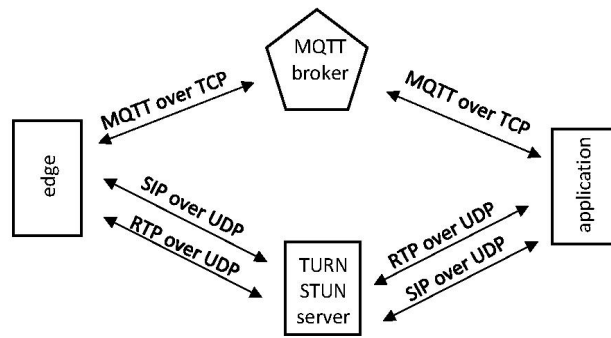 MQTT
broker
MQTT over TCP
MQTT over TCP
edge
application
SIP over UDP
RTP over UDP
RTP over UDP
SIP over UDP
TURN
STUN
server